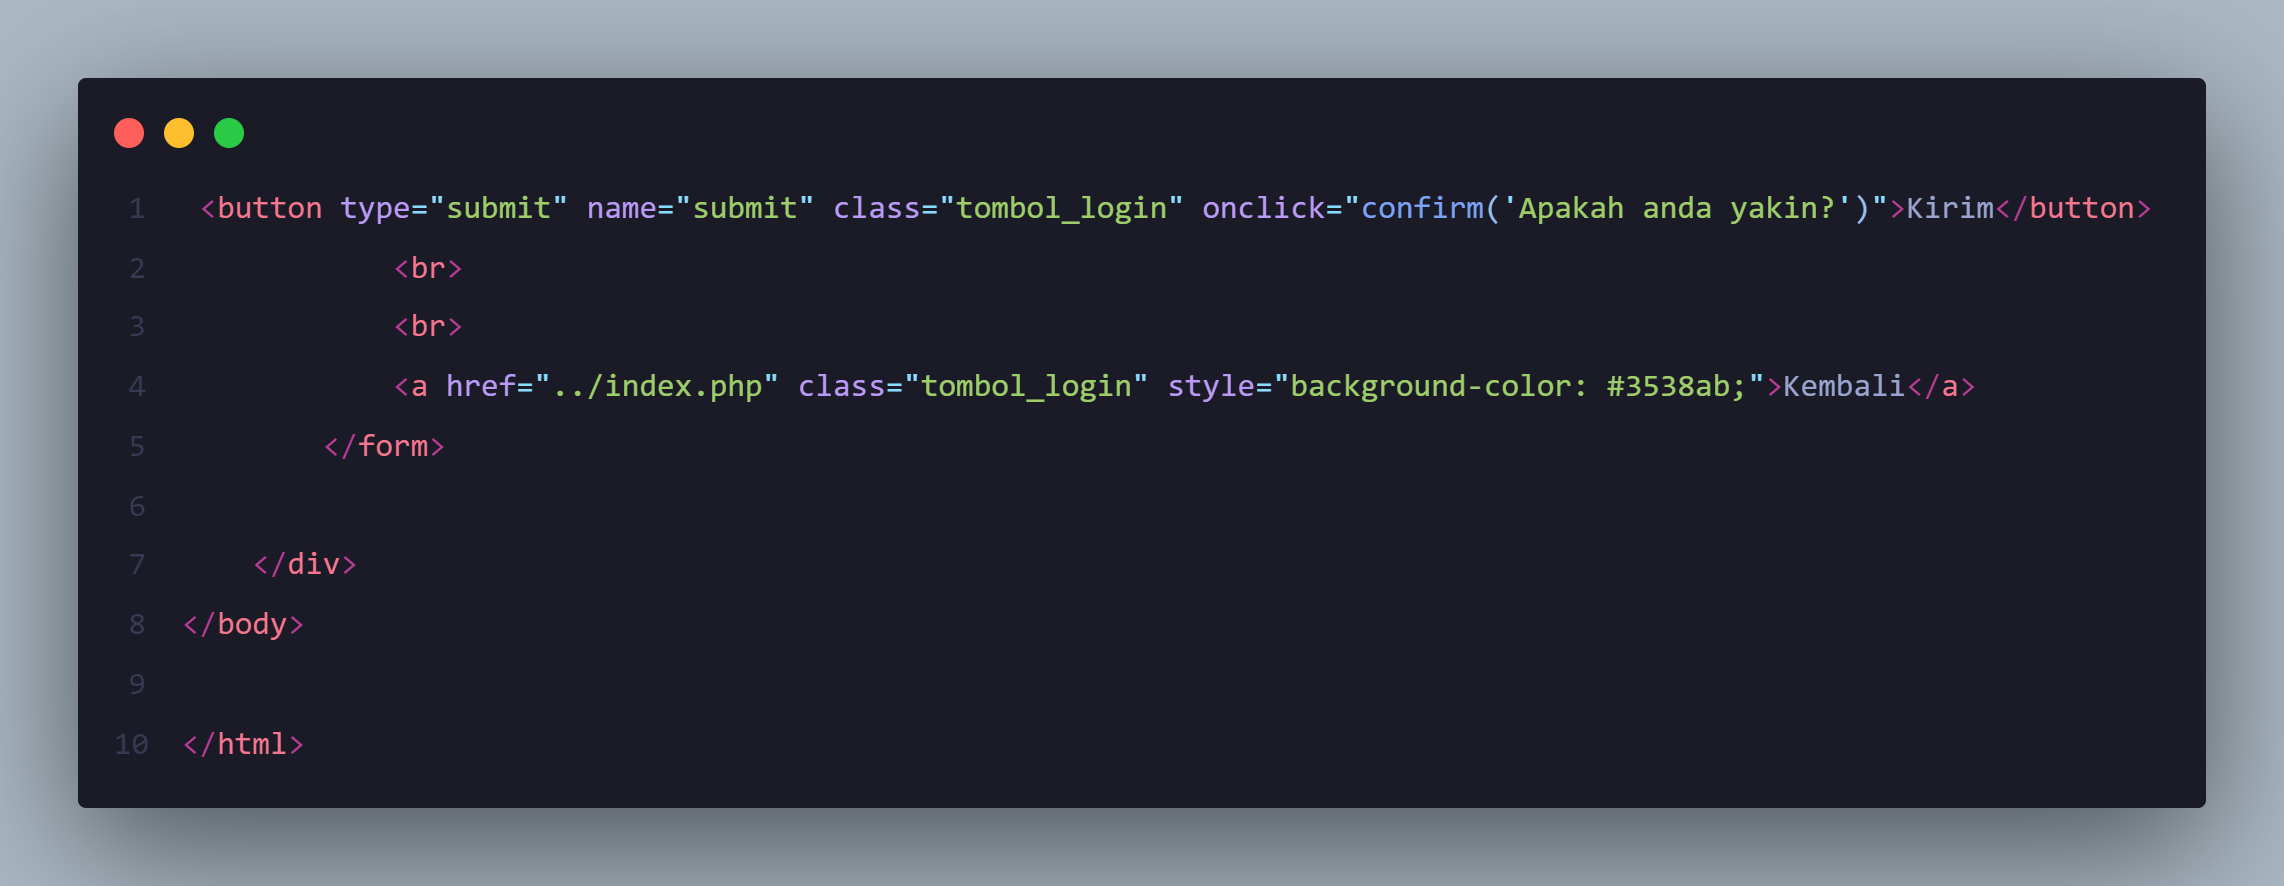 1 <button type="submit" name="submit" class="tombol_login" onclick="confirm('Apakah anda yakin?')">Kirim</button>
2 <br>
3 <br>
4 <a href="../index.php" class="tombol_login" style="background-color: #3538ab;">Kembali</a>
5 </form>
6
7 </div>
8 </body>
9
10 </html>